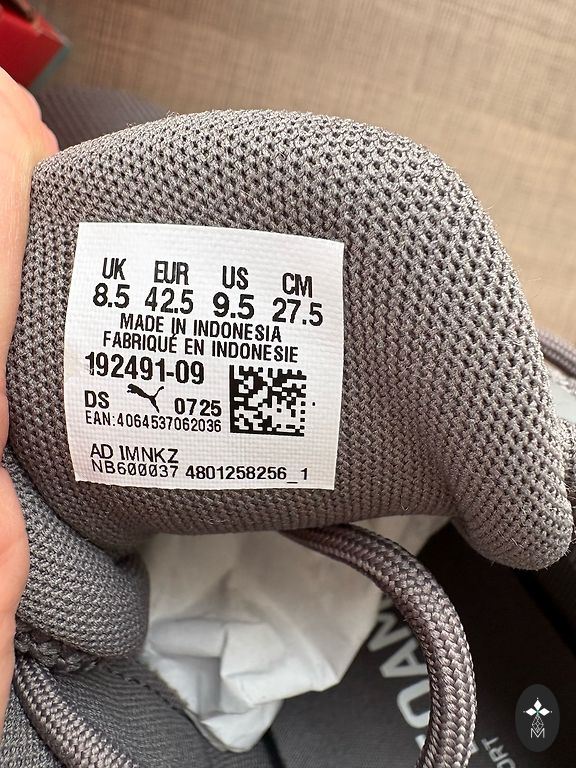 UK EUR US CM
8.5 42.5 9.5 27.5
MADE IN INDONESIA
FABRIQUÉ EN INDONESIE
192491-09
DS 0725
EAN:4064537062036
AD IMNKZ
NB600037 4801258256_1